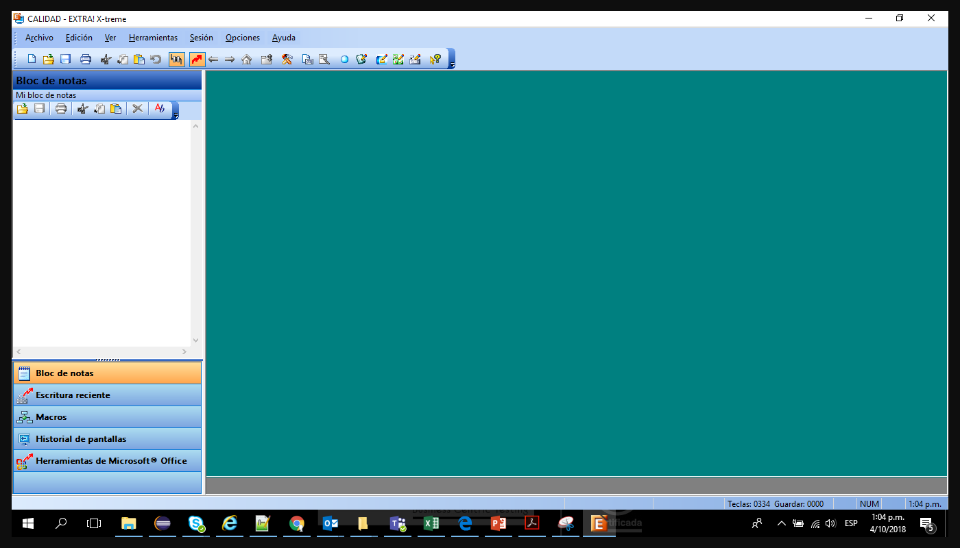 CALIDAD - EXTRA! X-treme
Archivo Edición Ver Herramientas Sesión Opciones Ayuda
Bloc de notas
Mi bloc de notas
Bloc de notas
Escritura reciente
Macros
Historial de pantallas
Herramientas de Microsoft® Office
Teclas: 0334 Guardar: 0000 NUM 1:04 p.m.
ESP
1:04 p.m.
4/10/2018
5
tificada